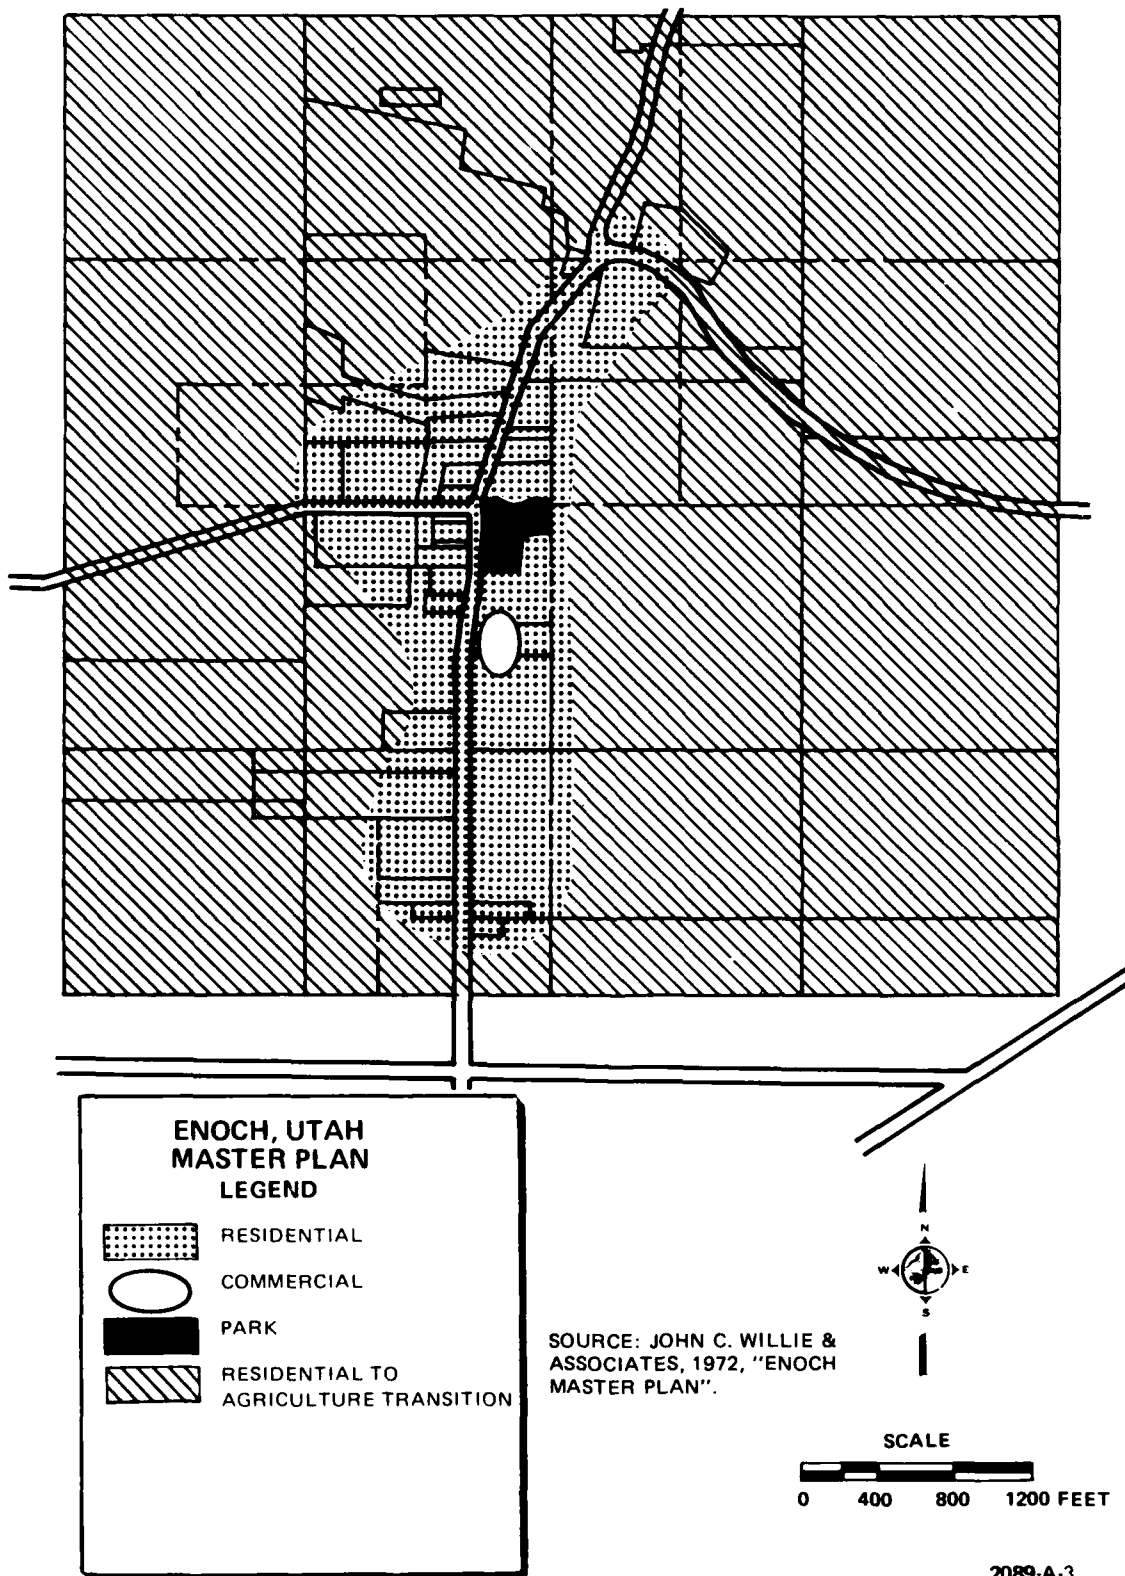 ENOCH, UTAH
MASTER PLAN
LEGEND
RESIDENTIAL
COMMERCIAL
PARK
RESIDENTIAL TO
AGRICULTURE TRANSITION
N
W E
S
SOURCE: JOHN C. WILLIE &
ASSOCIATES, 1972, "ENOCH
MASTER PLAN".
SCALE
0 400 800 1200 FEET
2089-A-3